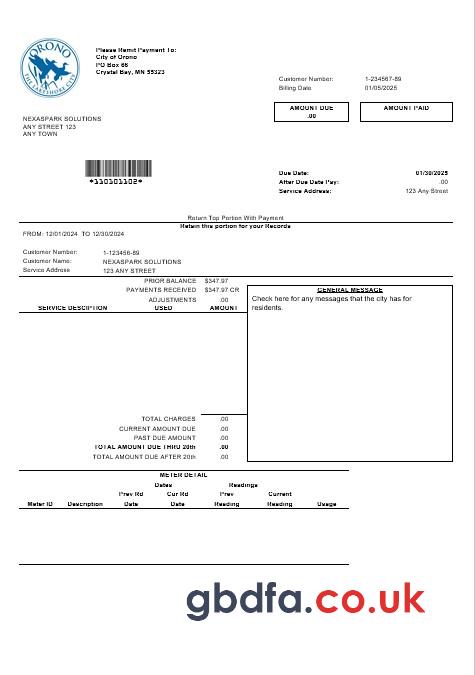 ORONO
THE LAKESHORE CITY
Please Remit Payment To:
City of Orono
PO Box 66
Crystal Bay, MN 55323
Customer Number: 1-234567-89
Billing Date 01/05/2025
AMOUNT DUE AMOUNT PAID
.00
NEXASPARK SOLUTIONS
ANY STREET 123
ANY TOWN
*110101102*
Due Date: 01/30/2025
After Due Date Pay: .00
Service Address: 123 Any Street
Return Top Portion With Payment
Retain this portion for your Records
FROM: 12/01/2024 TO 12/30/2024
Customer Number: 1-123456-89
Customer Name: NEXASPARK SOLUTIONS
Service Address 123 ANY STREET
PRIOR BALANCE $347.97
PAYMENTS RECEIVED $347.97 CR
ADJUSTMENTS .00
SERVICE DESCIPTION USED AMOUNT
GENERAL MESSAGE
Check here for any messages that the city has for
residents.
TOTAL CHARGES .00
CURRENT AMOUNT DUE .00
PAST DUE AMOUNT .00
TOTAL AMOUNT DUE THRU 20th .00
TOTAL AMOUNT DUE AFTER 20th .00
METER DETAIL
Dates Readings
Prev Rd Cur Rd Prev Current
Meter ID Description Date Date Reading Reading Usage
gbdfa.co.uk